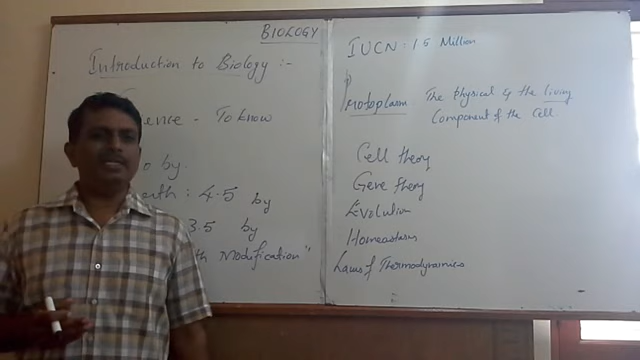 BIOLOGY
Introduction to Biology :-
ence - To know
o by.
rth : 4.5 by
3.5 by
th Modification"
IUCN : 1.5 Million
Protoplasm The physical of the living
Component of the Cell
Cell theory
Gene theory
Evolution
Homeostasis
Laws of Thermodynamics